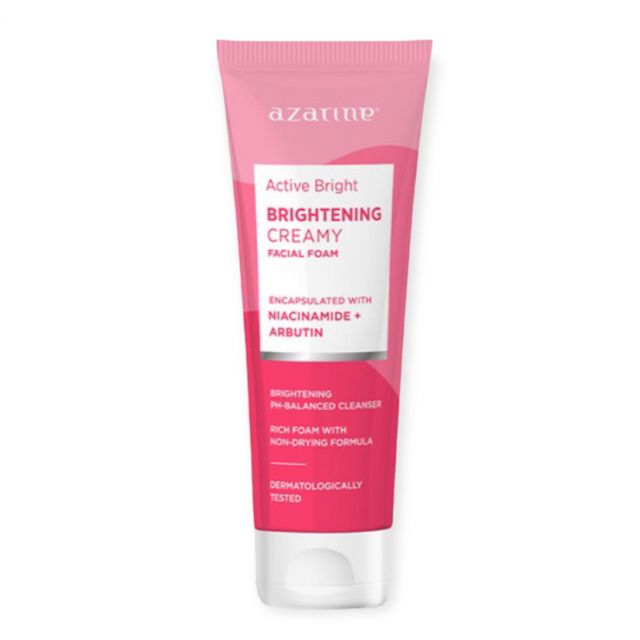 azarine®
Active Bright
BRIGHTENING
CREAMY
FACIAL FOAM
ENCAPSULATED WITH
NIACINAMIDE +
ARBUTIN
BRIGHTENING
PH-BALANCED CLEANSER
RICH FOAM WITH
NON-DRYING FORMULA
DERMATOLOGICALLY
TESTED